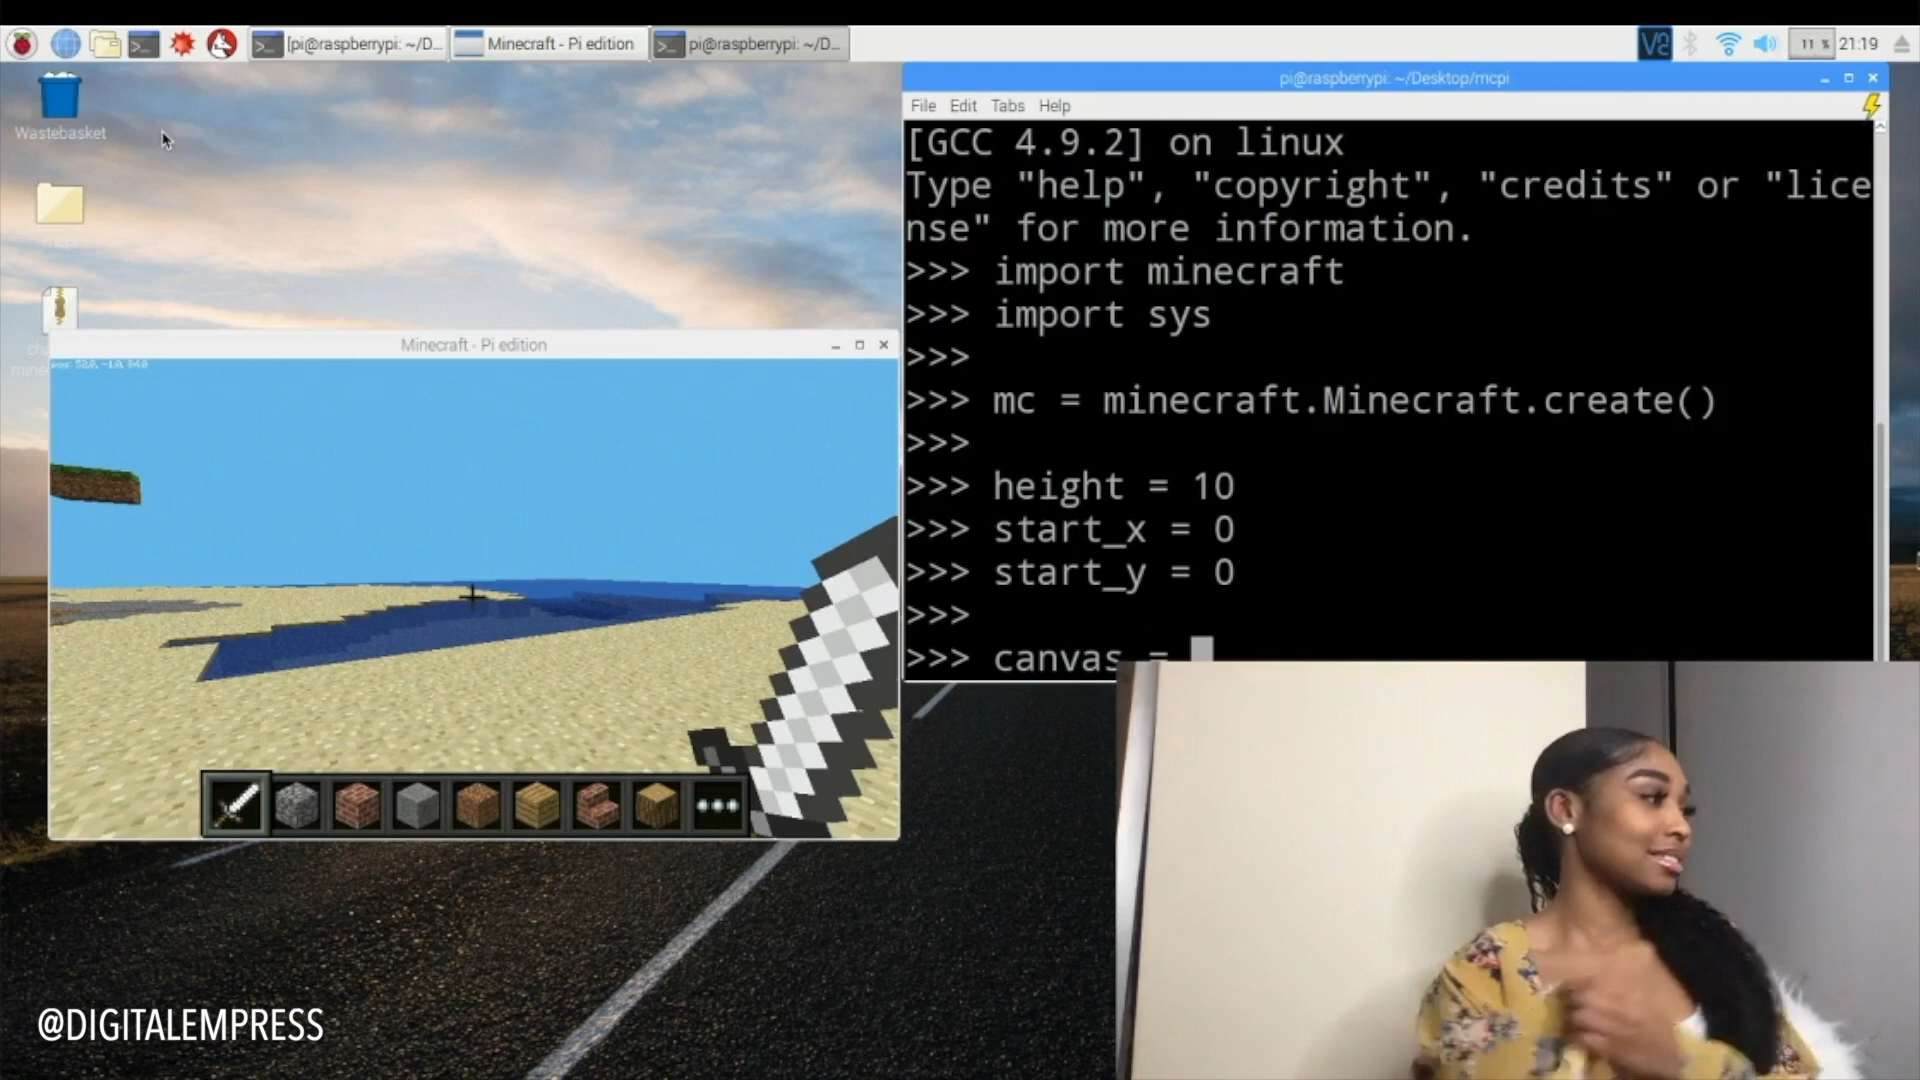 [pi@raspberrypi: ~/D...
Minecraft - Pi edition
pi@raspberrypi: ~/D...
11 %
21:19
Wastebasket
pi@raspberrypi: ~/Desktop/mcpi
File Edit Tabs Help
[GCC 4.9.2] on linux
Type "help", "copyright", "credits" or "lice
nse" for more information.
>>> import minecraft
>>> import sys
>>>
>>> mc = minecraft.Minecraft.create()
>>>
>>> height = 10
>>> start_x = 0
>>> start_y = 0
>>>
>>> canvas =
Minecraft - Pi edition
@DIGITALEMPRESS